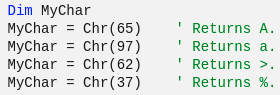 Dim MyChar
MyChar = Chr(65)    ' Returns A.
MyChar = Chr(97)    ' Returns a.
MyChar = Chr(62)    ' Returns >.
MyChar = Chr(37)    ' Returns %.